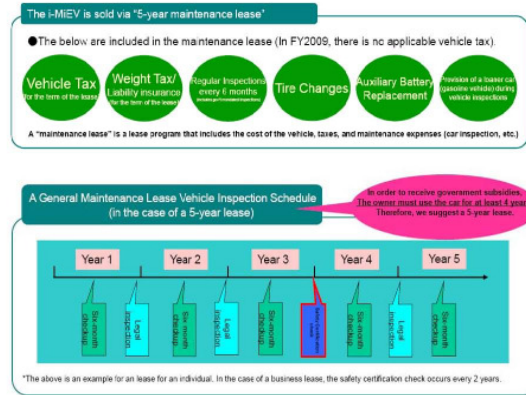 The i-MiEV is sold via "5-year maintenance lease"
●The below are included in the maintenance lease (In FY2009, there is no applicable vehicle tax).
Vehicle Tax
(for the term of the lease)
Weight Tax/
Liability insurance
(for the term of the lease)
Regular Inspections
every 6 months
Tire Changes
Auxiliary Battery
Replacement
Provision of a loaner car
(gasoline vehicle) during
vehicle inspections
A "maintenance lease" is a lease program that includes the cost of the vehicle, taxes, and maintenance expenses (car inspection, etc.)
A General Maintenance Lease Vehicle Inspection Schedule
(in the case of a 5-year lease)
In order to receive government subsidies,
The owner must use the car for at least 4 year
Therefore, we suggest a 5-year lease.
Year 1
Year 2
Year 3
Year 4
Year 5
Six-month
checkup
Legal
inspection
Six-month
checkup
Legal
inspection
Six-month
checkup
Safety Certification
Six-month
checkup
Legal
inspection
Six-month
checkup
*The above is an example for an lease for an individual. In the case of a business lease, the safety certification check occurs every 2 years.